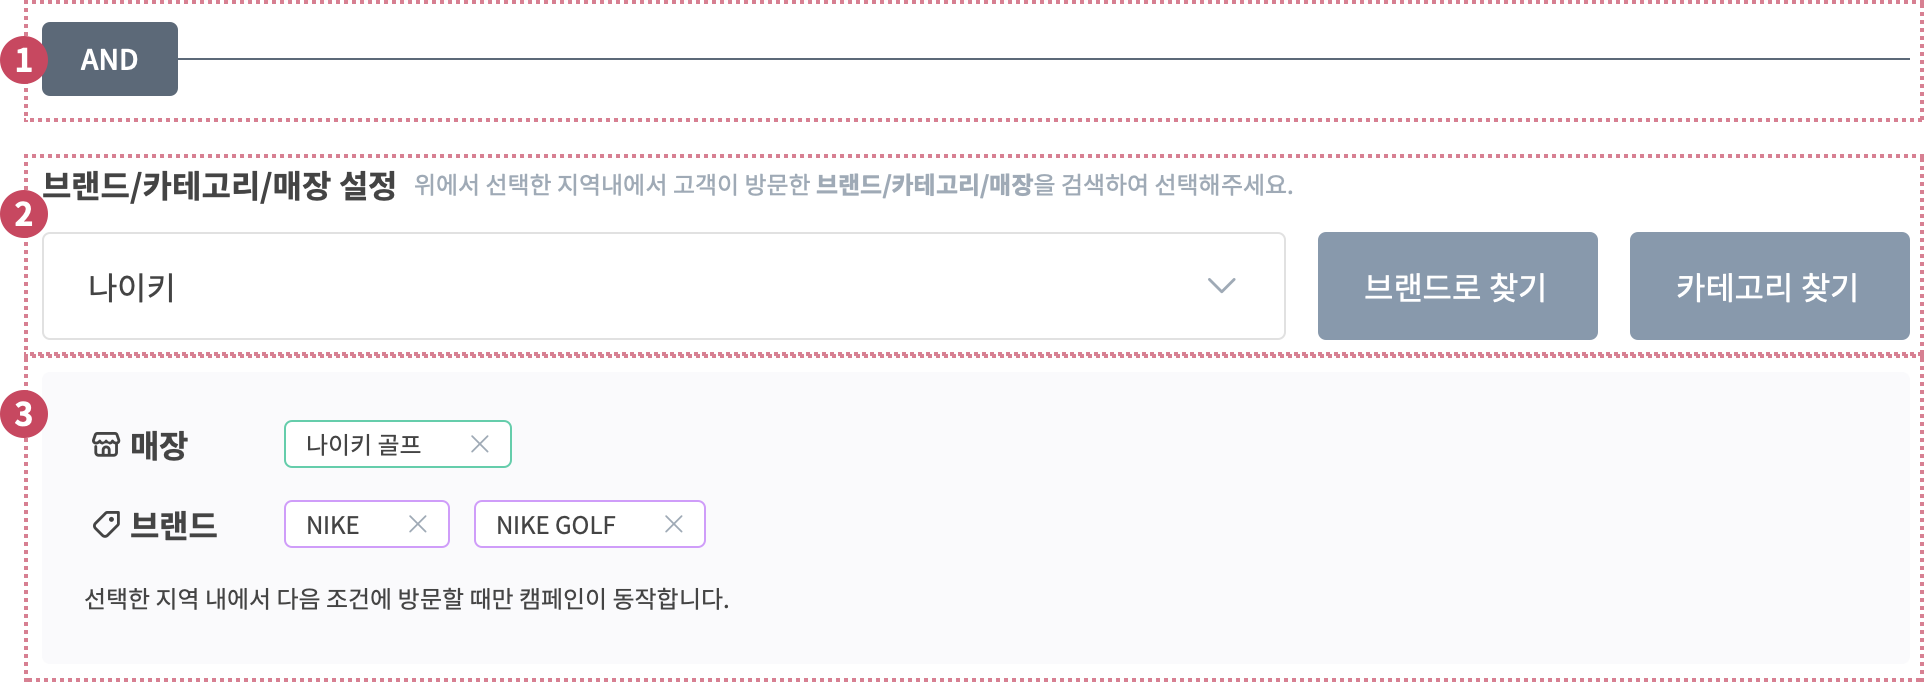 1
AND
2
브랜드/카테고리/매장 설정 위에서 선택한 지역내에서 고객이 방문한 브랜드/카테고리/매장을 검색하여 선택해주세요.
나이키
브랜드로 찾기
카테고리 찾기
3
매장
나이키 골프
브랜드
NIKE
NIKE GOLF
선택한 지역 내에서 다음 조건에 방문할 때만 캠페인이 동작합니다.